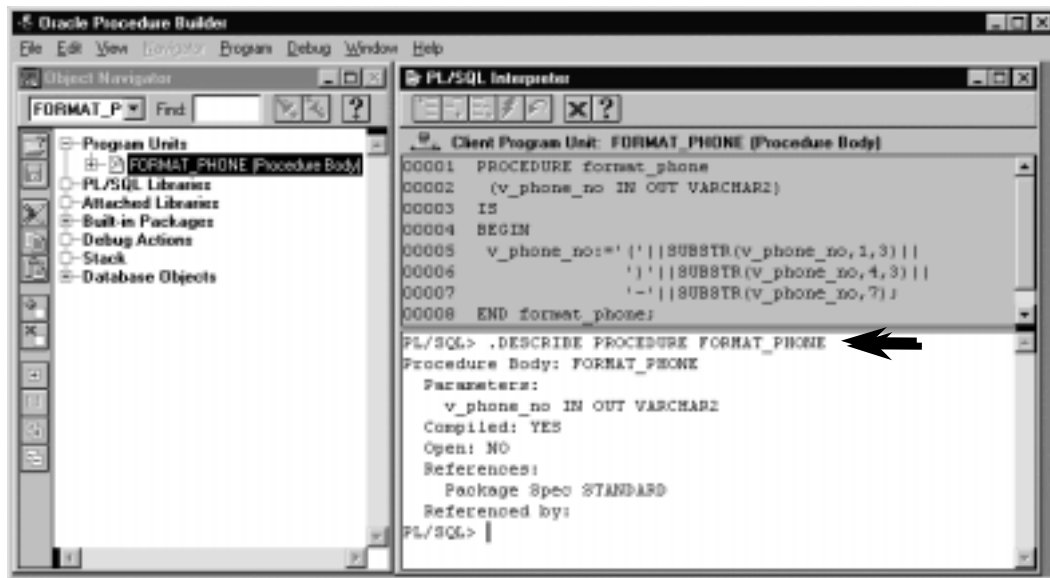 Oracle Procedure Builder
File Edit View Navigator Program Debug Window Help
Object Navigator
FORMAT_P Find:
Program Units
FORMAT_PHONE (Procedure Body)
PL/SQL Libraries
Attached Libraries
Built-in Packages
Debug Actions
Stack
Database Objects
PL/SQL Interpreter
Client Program Unit: FORMAT_PHONE (Procedure Body)
00001 PROCEDURE format_phone
00002 (v_phone_no IN OUT VARCHAR2)
00003 IS
00004 BEGIN
00005 v_phone_no:='('||SUBSTR(v_phone_no,1,3)||
00006 ')'||SUBSTR(v_phone_no,4,3)||
00007 '-'||SUBSTR(v_phone_no,7);
00008 END format_phone;
PL/SQL> .DESCRIBE PROCEDURE FORMAT_PHONE
Procedure Body: FORMAT_PHONE
Parameters:
v_phone_no IN OUT VARCHAR2
Compiled: YES
Open: NO
References:
Package Spec STANDARD
Referenced by:
PL/SQL>